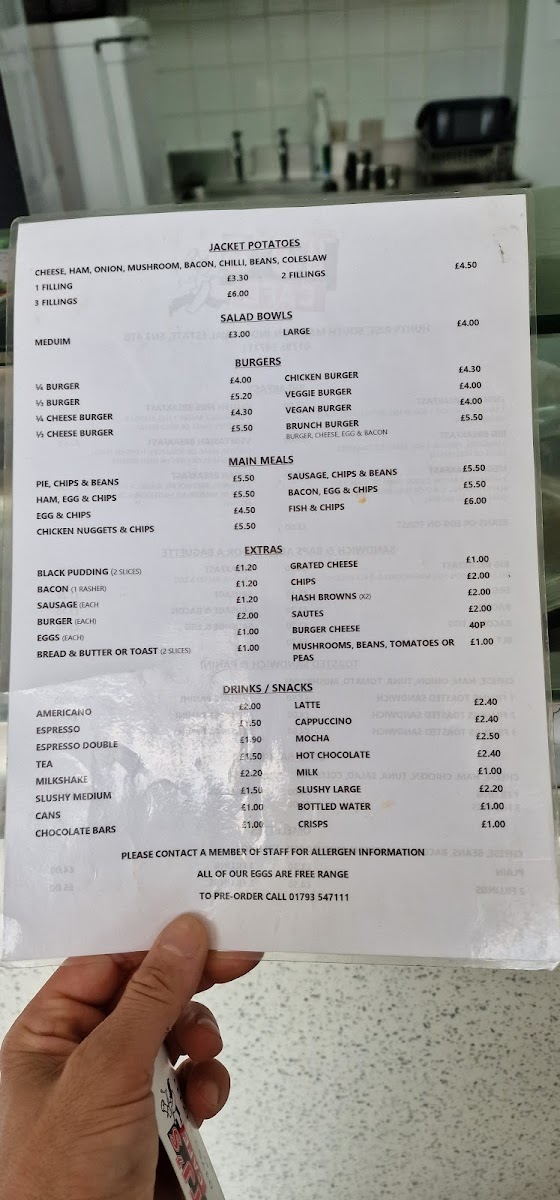 JACKET POTATOES
CHEESE, HAM, ONION, MUSHROOM, BACON, CHILLI, BEANS, COLESLAW
1 FILLING £3.30 2 FILLINGS £4.50
3 FILLINGS £6.00
SALAD BOWLS
MEDUIM £3.00 LARGE £4.00
BURGERS
¼ BURGER £4.00 CHICKEN BURGER £4.30
⅓ BURGER £5.20 VEGGIE BURGER £4.00
¼ CHEESE BURGER £4.30 VEGAN BURGER £4.00
⅓ CHEESE BURGER £5.50 BRUNCH BURGER £5.50
BURGER, CHEESE, EGG & BACON
MAIN MEALS
PIE, CHIPS & BEANS £5.50 SAUSAGE, CHIPS & BEANS £5.50
HAM, EGG & CHIPS £5.50 BACON, EGG & CHIPS £5.50
EGG & CHIPS £4.50 FISH & CHIPS £6.00
CHICKEN NUGGETS & CHIPS £5.50
EXTRAS
BLACK PUDDING (2 SLICES) £1.20 GRATED CHEESE £1.00
BACON (1 RASHER) £1.20 CHIPS £2.00
SAUSAGE (EACH £1.20 HASH BROWNS (X2) £2.00
BURGER (EACH) £2.00 SAUTES £2.00
EGGS (EACH) £1.00 BURGER CHEESE 40P
BREAD & BUTTER OR TOAST (2 SLICES) £1.00 MUSHROOMS, BEANS, TOMATOES OR £1.00
PEAS
DRINKS / SNACKS
AMERICANO £2.00 LATTE £2.40
ESPRESSO £1.50 CAPPUCCINO £2.40
ESPRESSO DOUBLE £1.90 MOCHA £2.50
TEA £1.50 HOT CHOCOLATE £2.40
MILKSHAKE £2.20 MILK £1.00
SLUSHY MEDIUM £1.50 SLUSHY LARGE £2.20
CANS £1.00 BOTTLED WATER £1.00
CHOCOLATE BARS £1.00 CRISPS £1.00
PLEASE CONTACT A MEMBER OF STAFF FOR ALLERGEN INFORMATION
ALL OF OUR EGGS ARE FREE RANGE
TO PRE-ORDER CALL 01793 547111